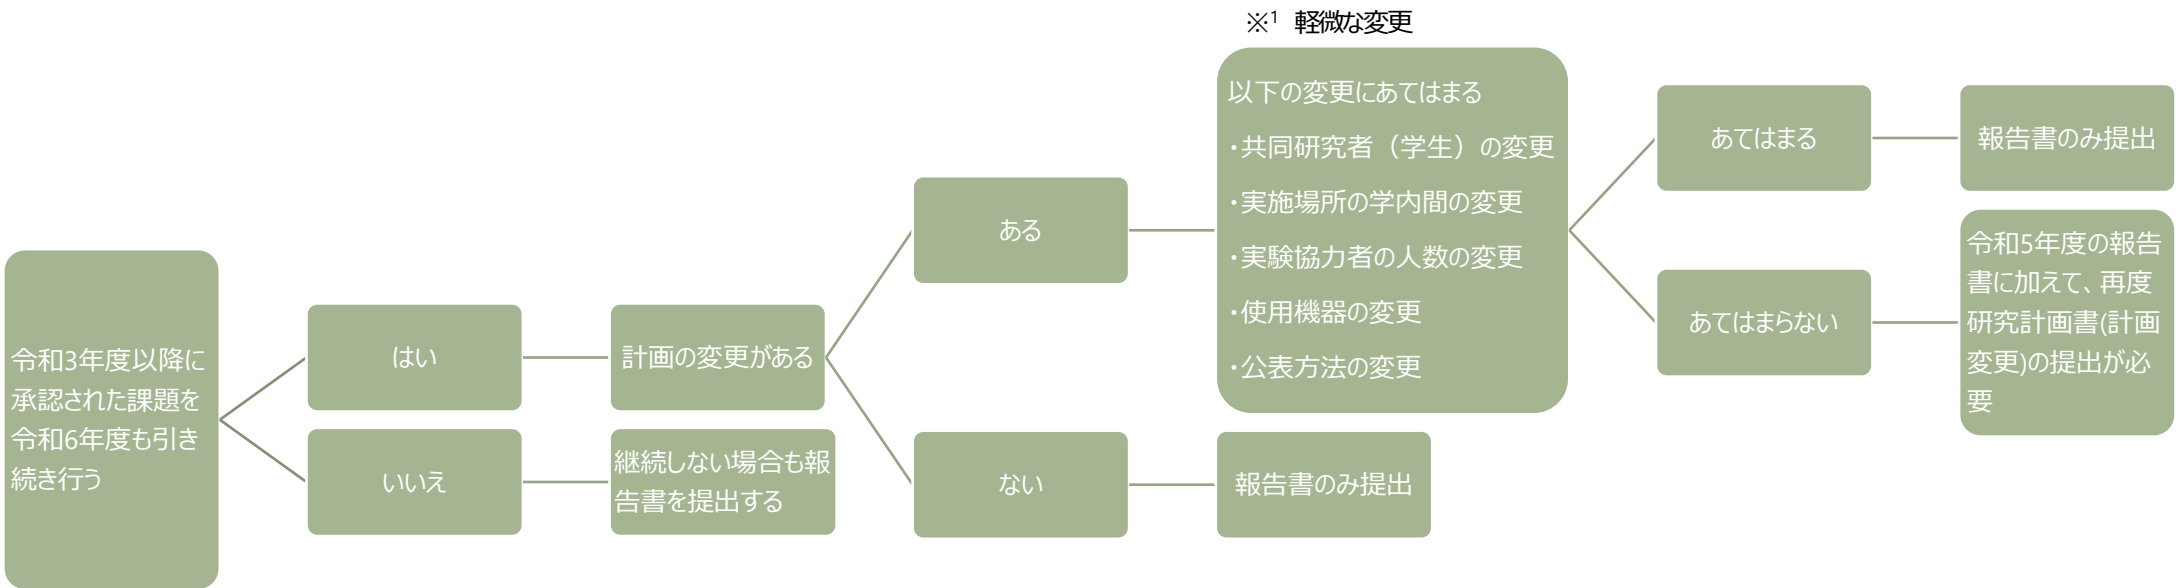 ※1 軽微な変更
令和3年度以降に
承認された課題を
令和6年度も引き
続き行う
はい
いいえ
計画の変更がある
継続しない場合も報
告書を提出する
ある
ない
以下の変更にあてはまる
・共同研究者（学生）の変更
・実施場所の学内間の変更
・実験協力者の人数の変更
・使用機器の変更
・公表方法の変更
報告書のみ提出
あてはまる
あてはまらない
報告書のみ提出
令和5年度の報告
書に加えて、再度
研究計画書(計画
変更)の提出が必
要